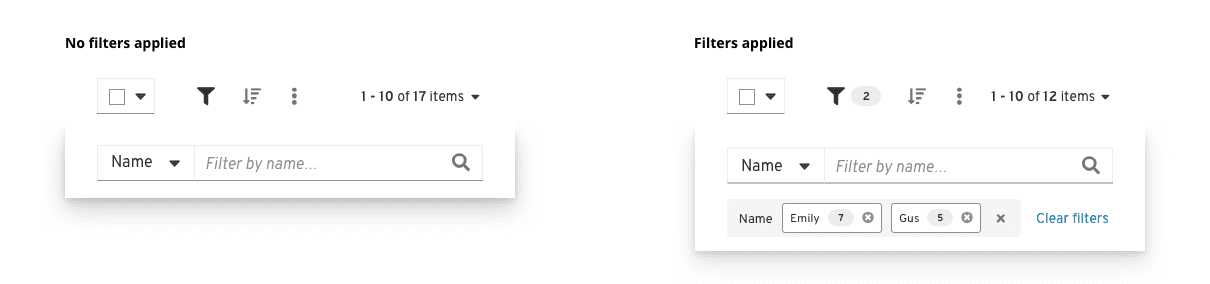 No filters applied
1 - 10 of 17 items
Name Filter by name...
Filters applied
2 1 - 10 of 12 items
Name Filter by name...
Name Emily 7 Gus 5 Clear filters